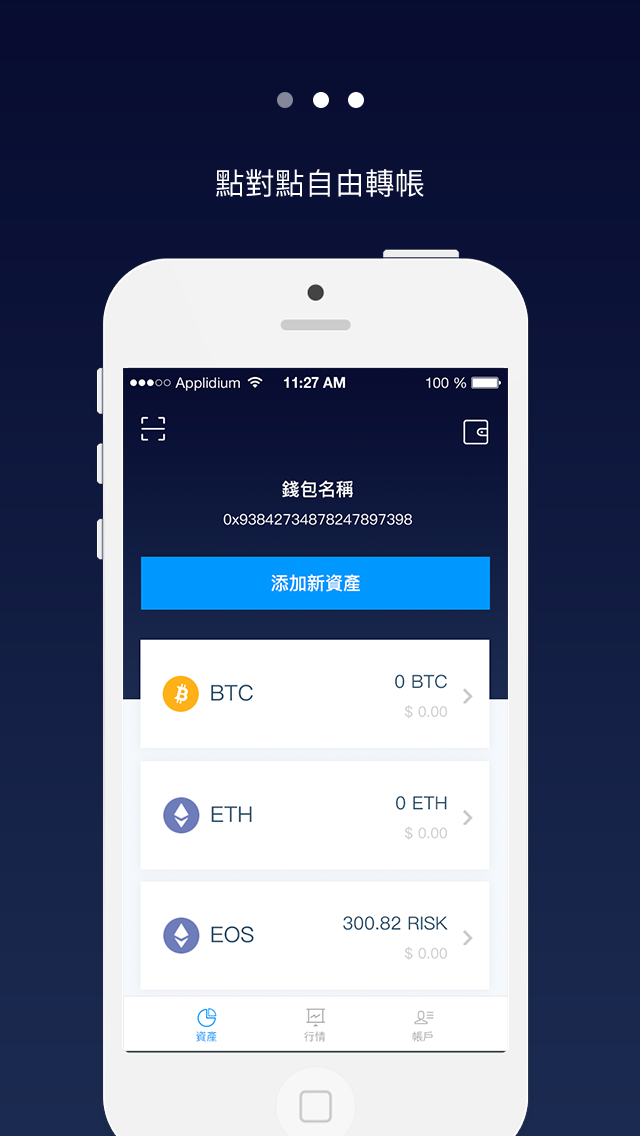 點對點自由轉帳
Applidium 11:27 AM 100 %
錢包名稱
0x93842734878247897398
添加新資產
BTC 0 BTC
$ 0.00
ETH 0 ETH
$ 0.00
EOS 300.82 RISK
$ 0.00
資產 行情 帳戶